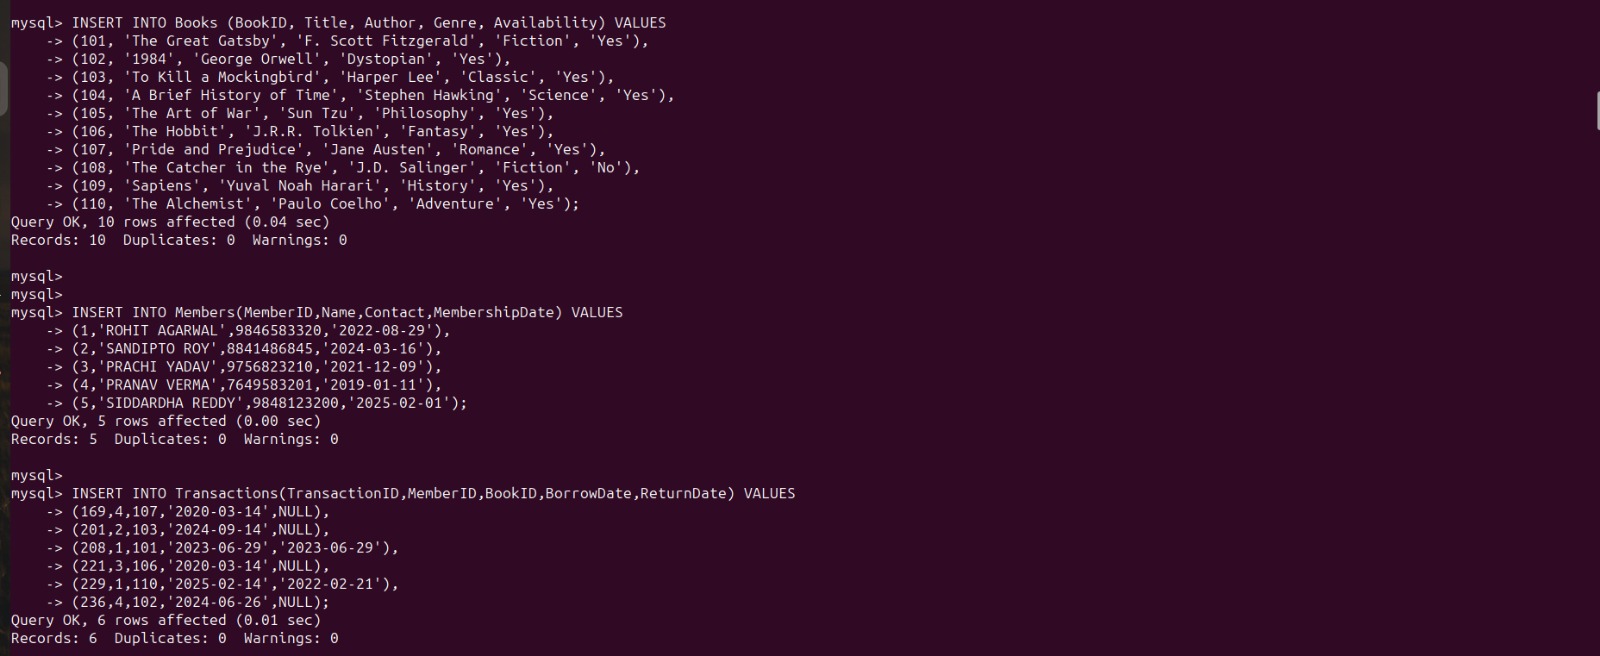 mysql> INSERT INTO Books (BookID, Title, Author, Genre, Availability) VALUES
    -> (101, 'The Great Gatsby', 'F. Scott Fitzgerald', 'Fiction', 'Yes'),
    -> (102, '1984', 'George Orwell', 'Dystopian', 'Yes'),
    -> (103, 'To Kill a Mockingbird', 'Harper Lee', 'Classic', 'Yes'),
    -> (104, 'A Brief History of Time', 'Stephen Hawking', 'Science', 'Yes'),
    -> (105, 'The Art of War', 'Sun Tzu', 'Philosophy', 'Yes'),
    -> (106, 'The Hobbit', 'J.R.R. Tolkien', 'Fantasy', 'Yes'),
    -> (107, 'Pride and Prejudice', 'Jane Austen', 'Romance', 'Yes'),
    -> (108, 'The Catcher in the Rye', 'J.D. Salinger', 'Fiction', 'No'),
    -> (109, 'Sapiens', 'Yuval Noah Harari', 'History', 'Yes'),
    -> (110, 'The Alchemist', 'Paulo Coelho', 'Adventure', 'Yes');
Query OK, 10 rows affected (0.04 sec)
Records: 10  Duplicates: 0  Warnings: 0

mysql>
mysql>
mysql> INSERT INTO Members(MemberID,Name,Contact,MembershipDate) VALUES
    -> (1,'ROHIT AGARWAL',9846583320,'2022-08-29'),
    -> (2,'SANDIPTO ROY',8841486845,'2024-03-16'),
    -> (3,'PRACHI YADAV',9756823210,'2021-12-09'),
    -> (4,'PRANAV VERMA',7649583201,'2019-01-11'),
    -> (5,'SIDDARDHA REDDY',9848123200,'2025-02-01');
Query OK, 5 rows affected (0.00 sec)
Records: 5  Duplicates: 0  Warnings: 0

mysql>
mysql> INSERT INTO Transactions(TransactionID,MemberID,BookID,BorrowDate,ReturnDate) VALUES
    -> (169,4,107,'2020-03-14',NULL),
    -> (201,2,103,'2024-09-14',NULL),
    -> (208,1,101,'2023-06-29','2023-06-29'),
    -> (221,3,106,'2020-03-14',NULL),
    -> (229,1,110,'2025-02-14','2022-02-21'),
    -> (236,4,102,'2024-06-26',NULL);
Query OK, 6 rows affected (0.01 sec)
Records: 6  Duplicates: 0  Warnings: 0